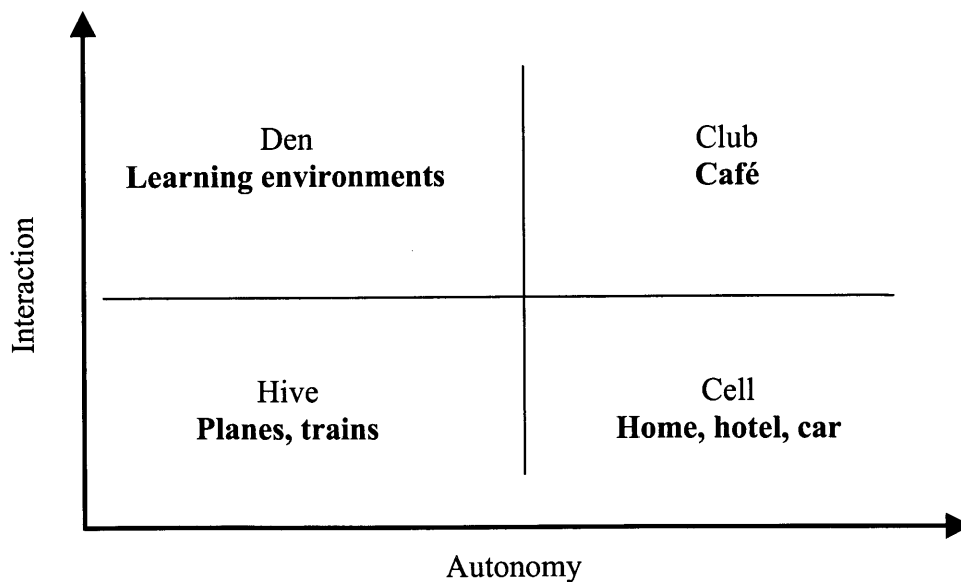 Den
Learning environments
Club
Café
Interaction
Hive
Planes, trains
Cell
Home, hotel, car
Autonomy